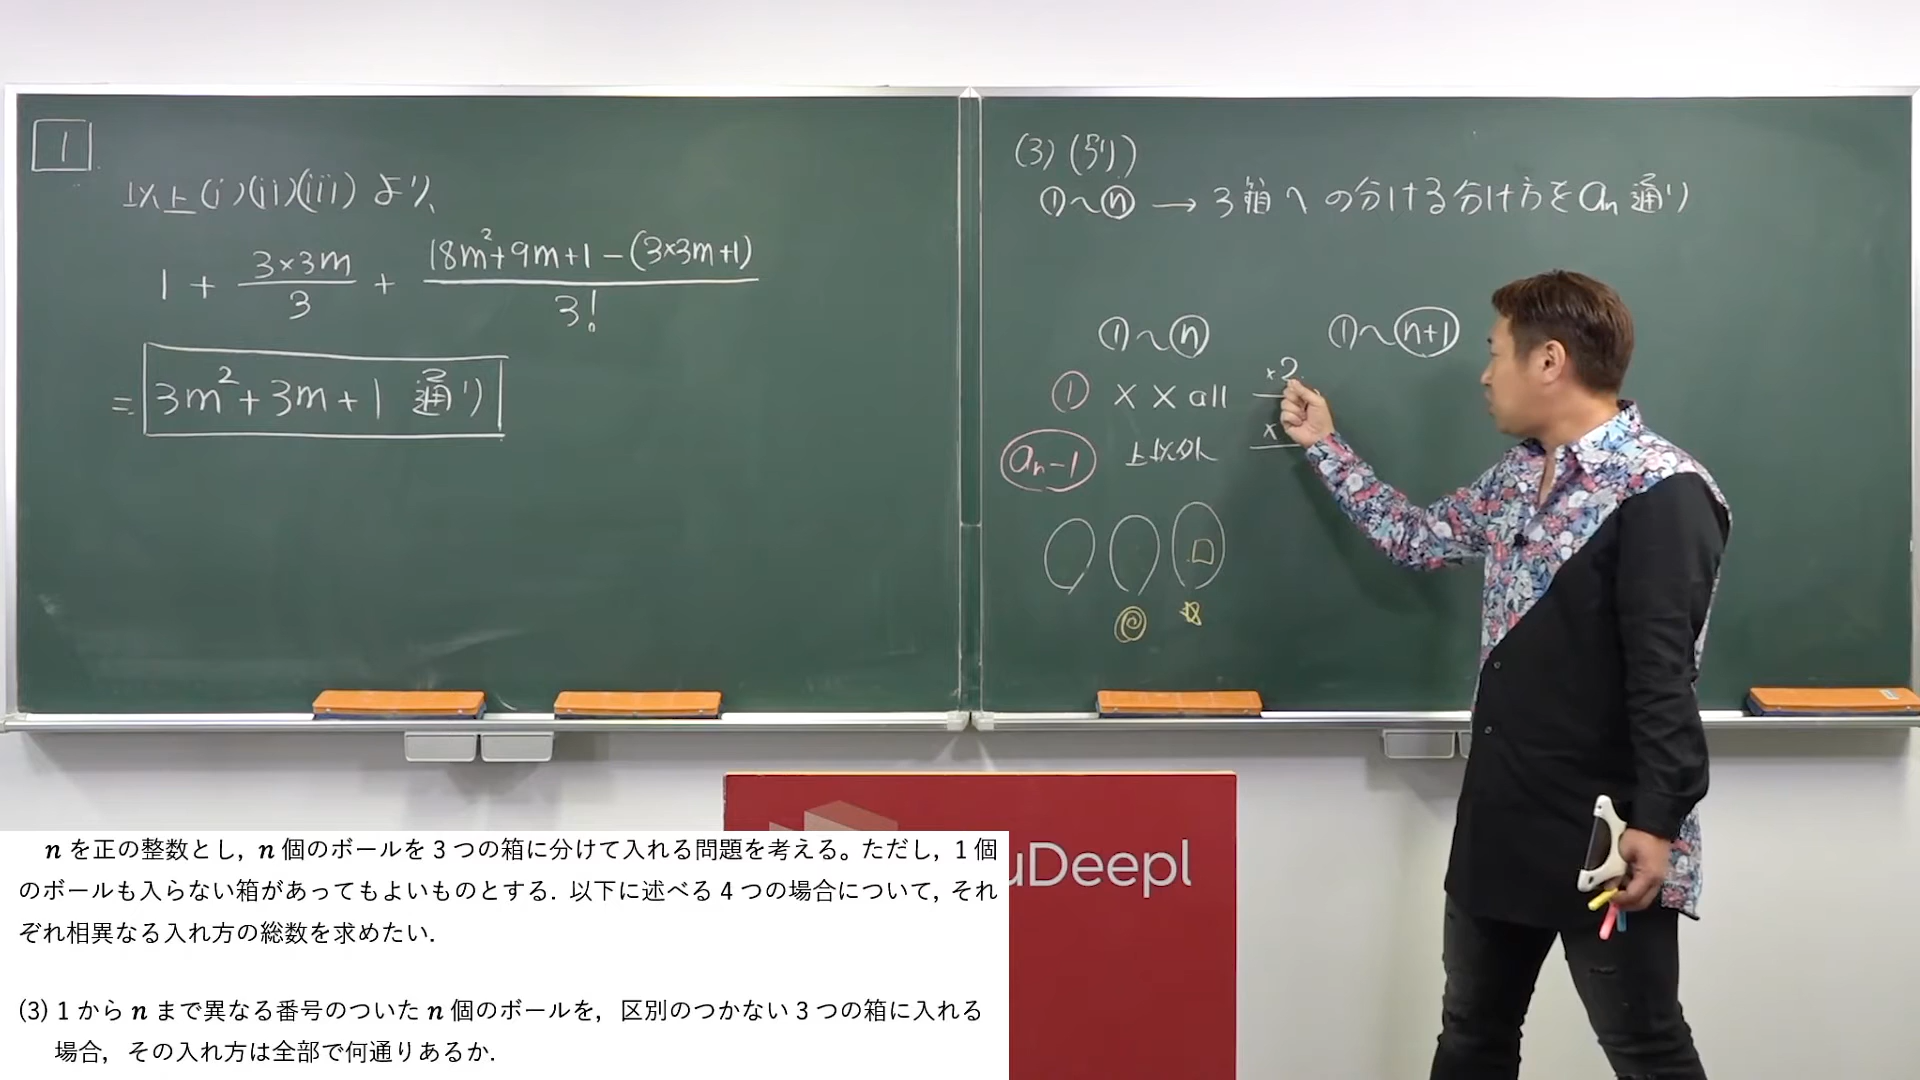 1
以上(i)(ii)(iii)より、
1 + 3×3m/3 + 18m²+9m+1-(3×3m+1)/3!
= 3m²+3m+1 通り
(3) (別)
①～ⓝ → 3箱への分ける分け方をaₙ通り
①～ⓝ ①～(n+1)
① × × all ×2
aₙ-1 上以外 ×
uDeepl
nを正の整数とし，n個のボールを3つの箱に分けて入れる問題を考える。ただし，1個
のボールも入らない箱があってもよいものとする．以下に述べる4つの場合について，それ
ぞれ相異なる入れ方の総数を求めたい．
(3) 1からnまで異なる番号のついたn個のボールを，区別のつかない3つの箱に入れる
場合，その入れ方は全部で何通りあるか．